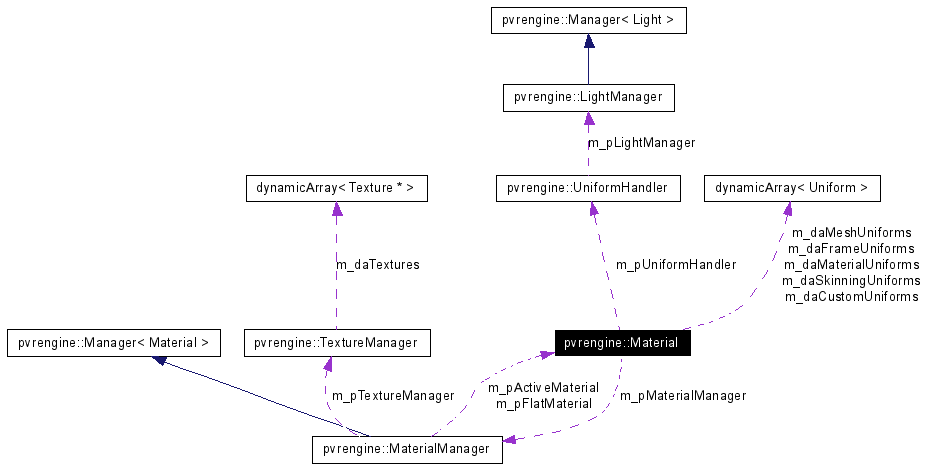 pvrengine::Manager< Light >
pvrengine::LightManager
m_pLightManager
dynamicArray< Texture * >
pvrengine::UniformHandler
dynamicArray< Uniform >
m_daTextures
m_pUniformHandler
m_daMeshUniforms
m_daFrameUniforms
m_daMaterialUniforms
m_daSkinningUniforms
m_daCustomUniforms
pvrengine::Manager< Material >
pvrengine::TextureManager
pvrengine::Material
m_pTextureManager
m_pActiveMaterial
m_pFlatMaterial
m_pMaterialManager
pvrengine::MaterialManager